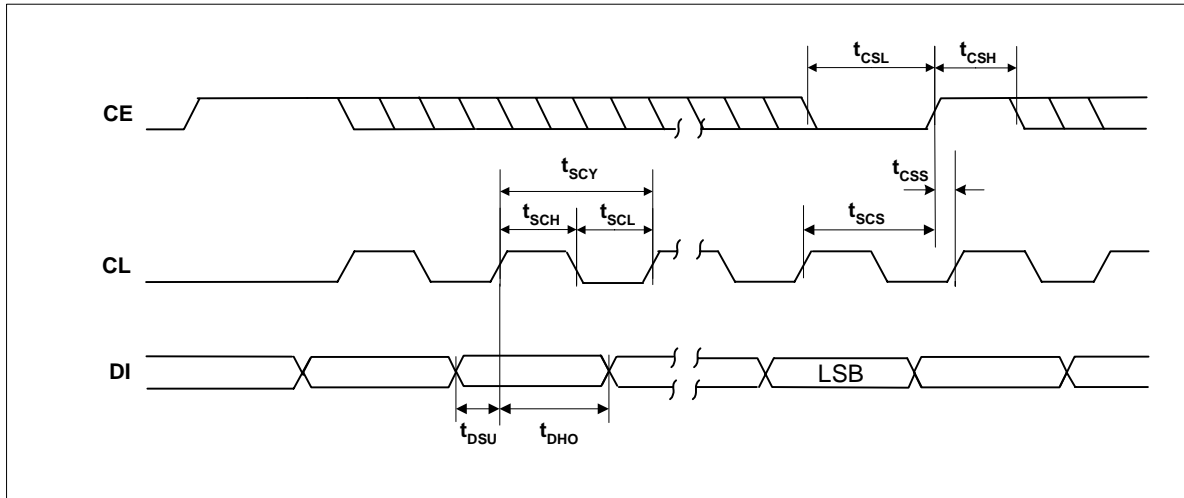 tCSL
tCSH
CE
tSCY
tCSS
tSCH
tSCL
tSCS
CL
DI
LSB
tDSU
tDHO